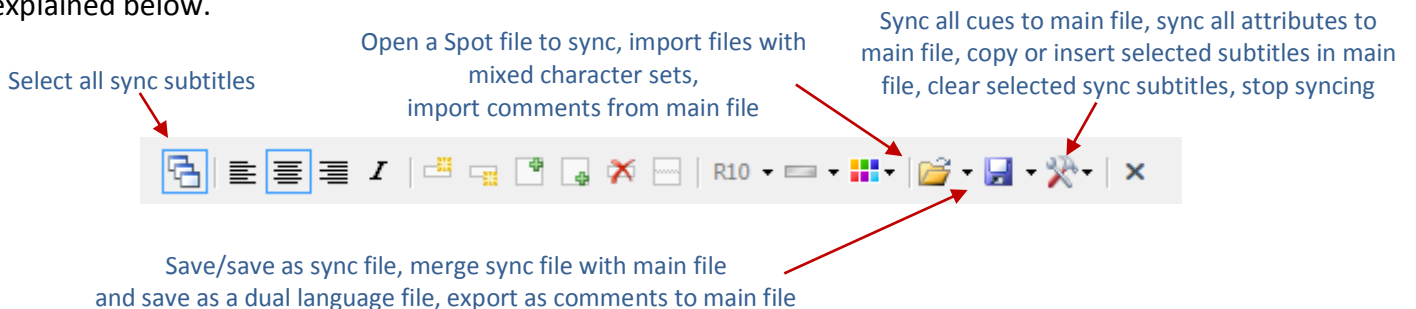 explained below.
Sync all cues to main file, sync all attributes to
main file, copy or insert selected subtitles in main
file, clear selected sync subtitles, stop syncing
Open a Spot file to sync, import files with
mixed character sets,
import comments from main file
Select all sync subtitles
I R10
Save/save as sync file, merge sync file with main file
and save as a dual language file, export as comments to main file